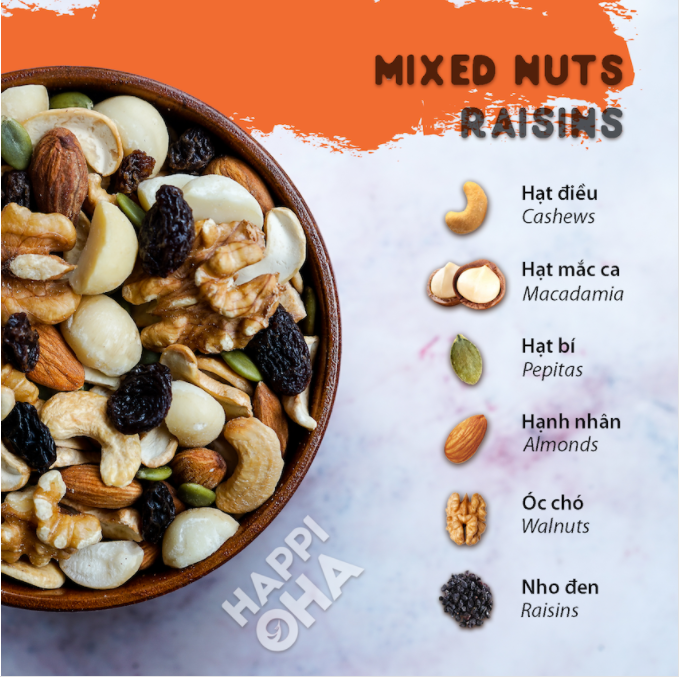 MIXED NUTS
RAISINS
Hạt điều
Cashews
Hạt mắc ca
Macadamia
Hạt bí
Pepitas
Hạnh nhân
Almonds
Óc chó
Walnuts
Nho đen
Raisins
HAPPI
OHA